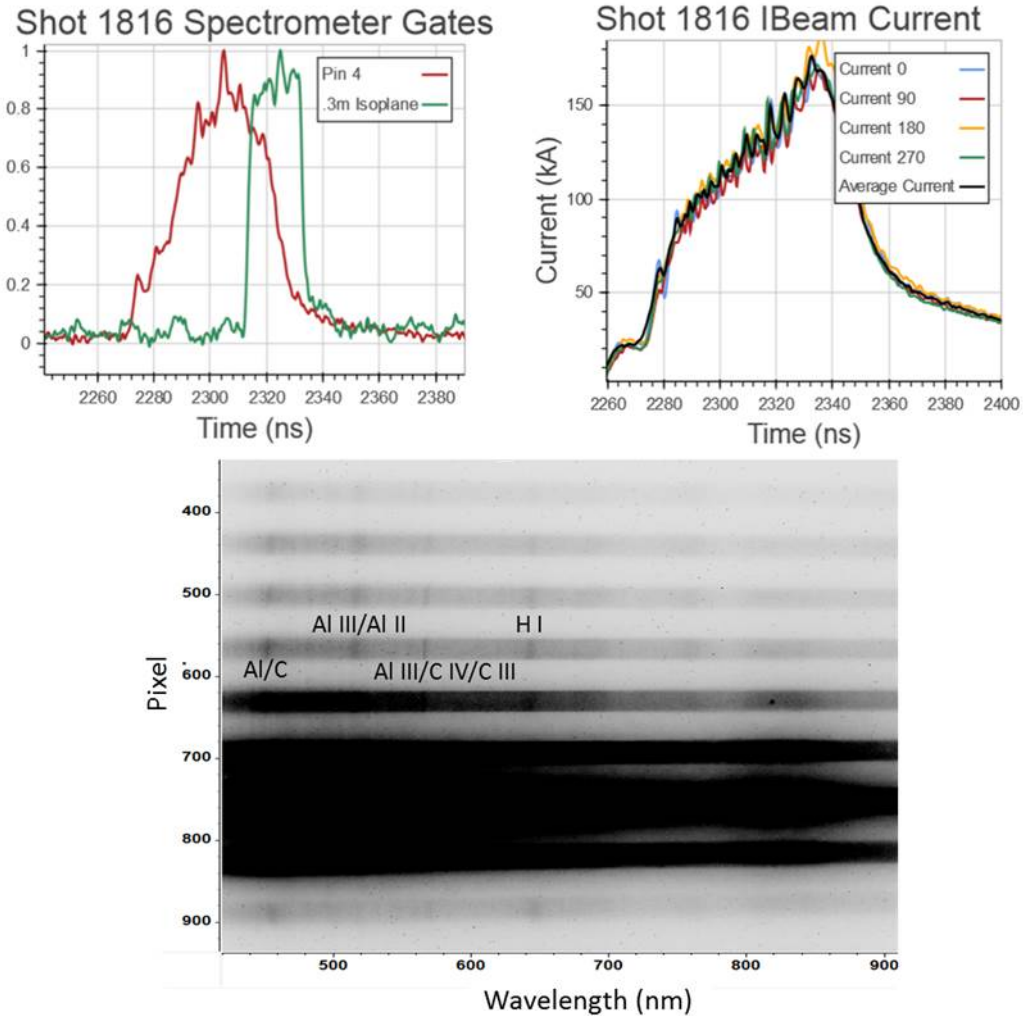 Shot 1816 Spectrometer Gates
1
0.8
0.6
0.4
0.2
0
Pin 4
.3m Isoplane
2260 2280 2300 2320 2340 2360 2380
Time (ns)
Shot 1816 IBeam Current
Current (kA)
150
100
50
Current 0
Current 90
Current 180
Current 270
Average Current
2260 2280 2300 2320 2340 2360 2380 2400
Time (ns)
Pixel
400
500
600
700
800
900
Al III/Al II
H I
Al/C
Al III/C IV/C III
500 600 700 800 900
Wavelength (nm)